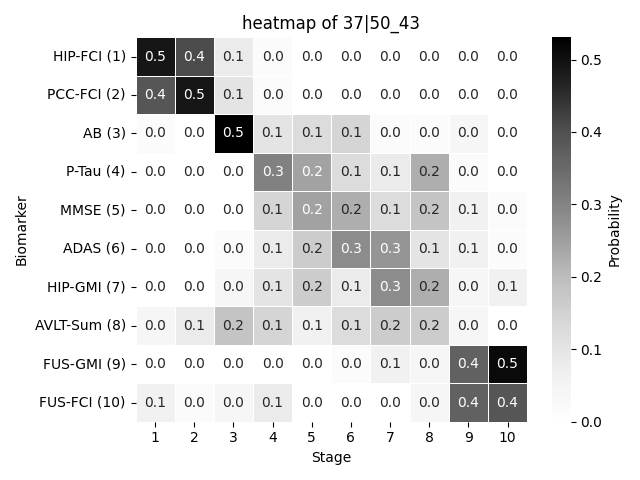 heatmap of 37|50_43
HIP-FCI (1) 0.5 0.4 0.1 0.0 0.0 0.0 0.0 0.0 0.0 0.0
PCC-FCI (2) 0.4 0.5 0.1 0.0 0.0 0.0 0.0 0.0 0.0 0.0
AB (3) 0.0 0.0 0.5 0.1 0.1 0.1 0.0 0.0 0.0 0.0
P-Tau (4) 0.0 0.0 0.0 0.3 0.2 0.1 0.1 0.2 0.0 0.0
MMSE (5) 0.0 0.0 0.0 0.1 0.2 0.2 0.1 0.2 0.1 0.0
ADAS (6) 0.0 0.0 0.0 0.1 0.2 0.3 0.3 0.1 0.1 0.0
HIP-GMI (7) 0.0 0.0 0.0 0.1 0.2 0.1 0.3 0.2 0.0 0.1
AVLT-Sum (8) 0.0 0.1 0.2 0.1 0.1 0.1 0.2 0.2 0.0 0.0
FUS-GMI (9) 0.0 0.0 0.0 0.0 0.0 0.0 0.1 0.0 0.4 0.5
FUS-FCI (10) 0.1 0.0 0.0 0.1 0.0 0.0 0.0 0.0 0.4 0.4
1 2 3 4 5 6 7 8 9 10
Stage
Biomarker
0.5
0.4
0.3
0.2
0.1
0.0
Probability